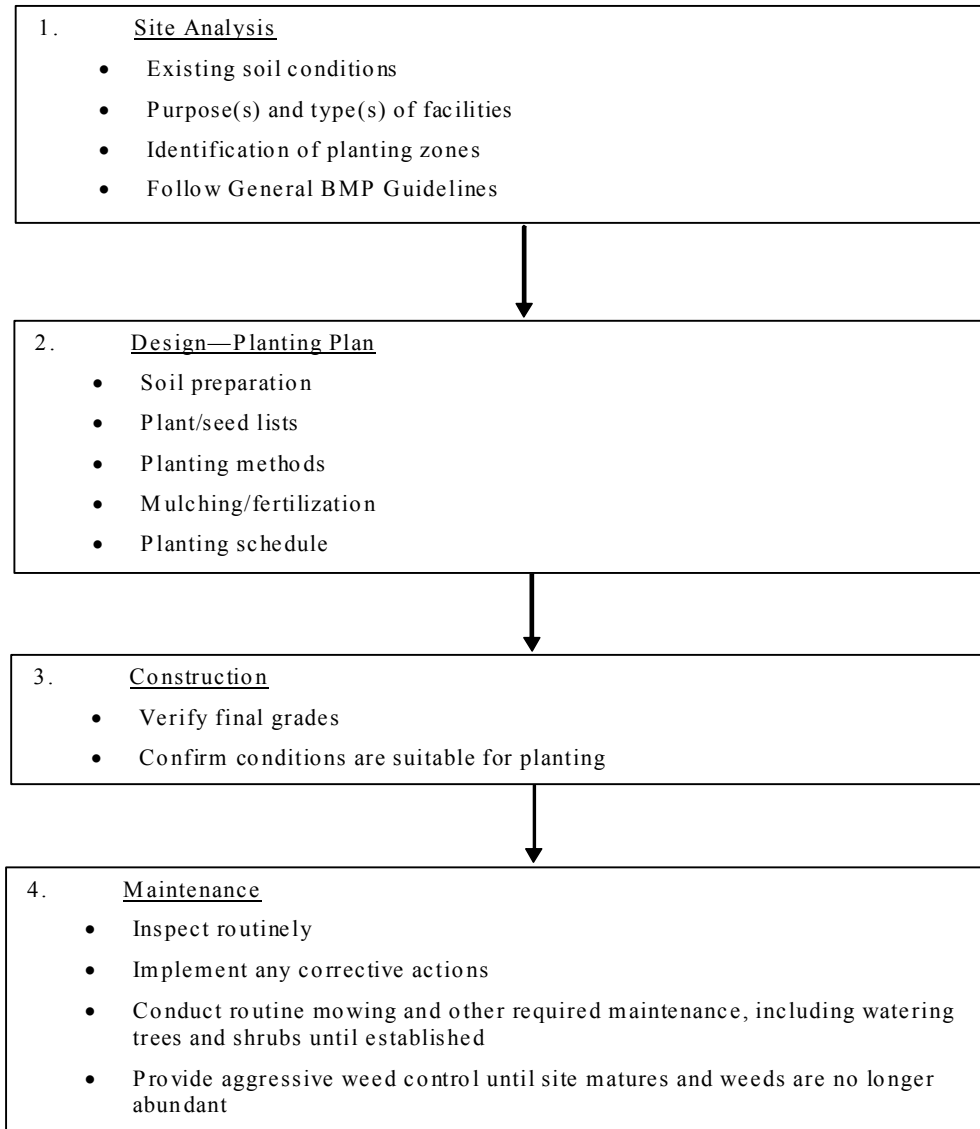 1. Site Analysis
• Existing soil conditions
• Purpose(s) and type(s) of facilities
• Identification of planting zones
• Follow General BMP Guidelines
2. Design—Planting Plan
• Soil preparation
• Plant/seed lists
• Planting methods
• Mulching/fertilization
• Planting schedule
3. Construction
• Verify final grades
• Confirm conditions are suitable for planting
4. Maintenance
• Inspect routinely
• Implement any corrective actions
• Conduct routine mowing and other required maintenance, including watering
trees and shrubs until established
• Provide aggressive weed control until site matures and weeds are no longer
abundant